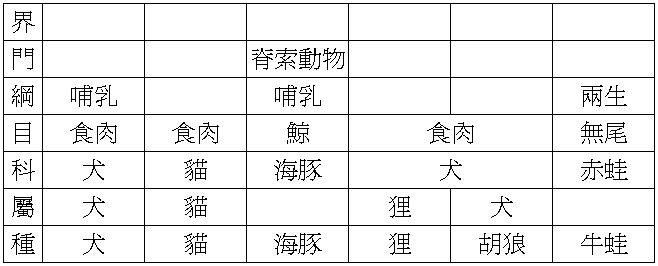 界
門 脊索動物
綱 哺乳 哺乳 兩生
目 食肉 食肉 鯨 食肉 無尾
科 犬 貓 海豚 犬 赤蛙
屬 犬 貓 狸 犬
種 犬 貓 海豚 狸 胡狼 牛蛙